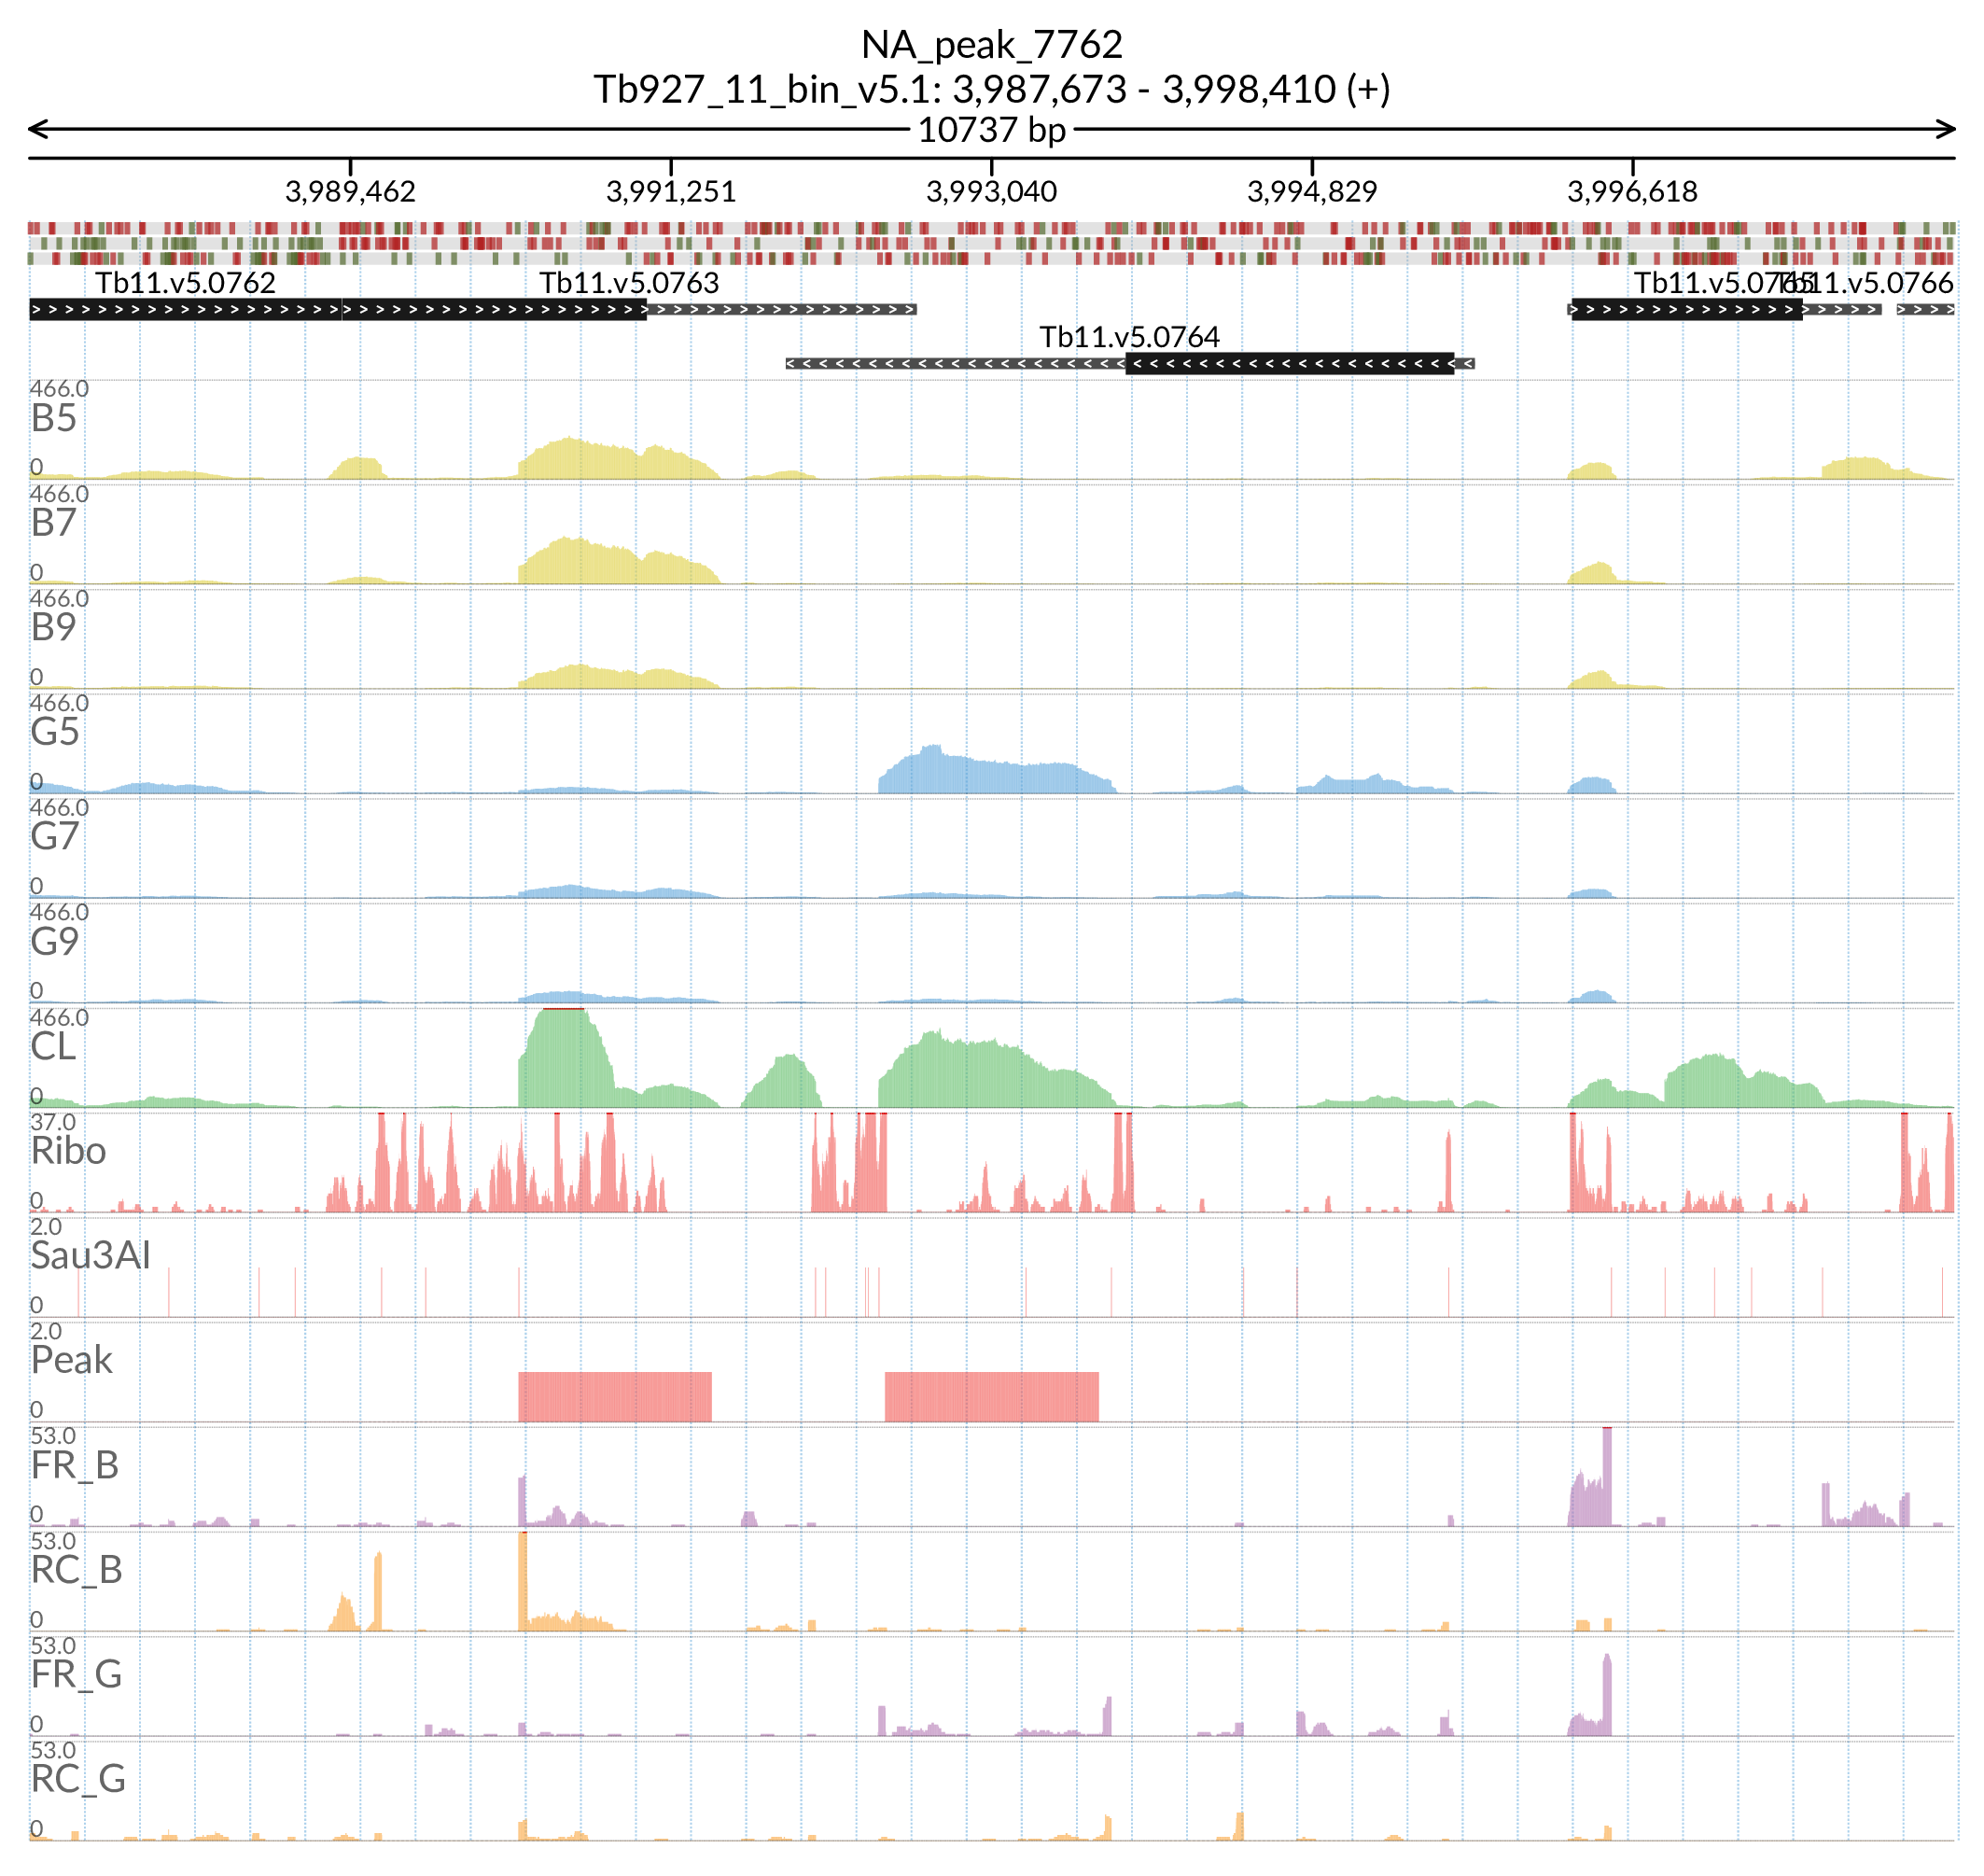 NA_peak_7762
Tb927_11_bin_v5.1: 3,987,673 - 3,998,410 (+)
10737 bp
3,989,462 3,991,251 3,993,040 3,994,829 3,996,618
Tb11.v5.0762 Tb11.v5.0763 Tb11.v5.0765 Tb11.v5.0766
Tb11.v5.0764
466.0
B5
0
466.0
B7
0
466.0
B9
0
466.0
G5
0
466.0
G7
0
466.0
G9
0
466.0
CL
0
37.0
Ribo
0
2.0
Sau3AI
0
2.0
Peak
0
53.0
FR_B
0
53.0
RC_B
0
53.0
FR_G
0
53.0
RC_G
0